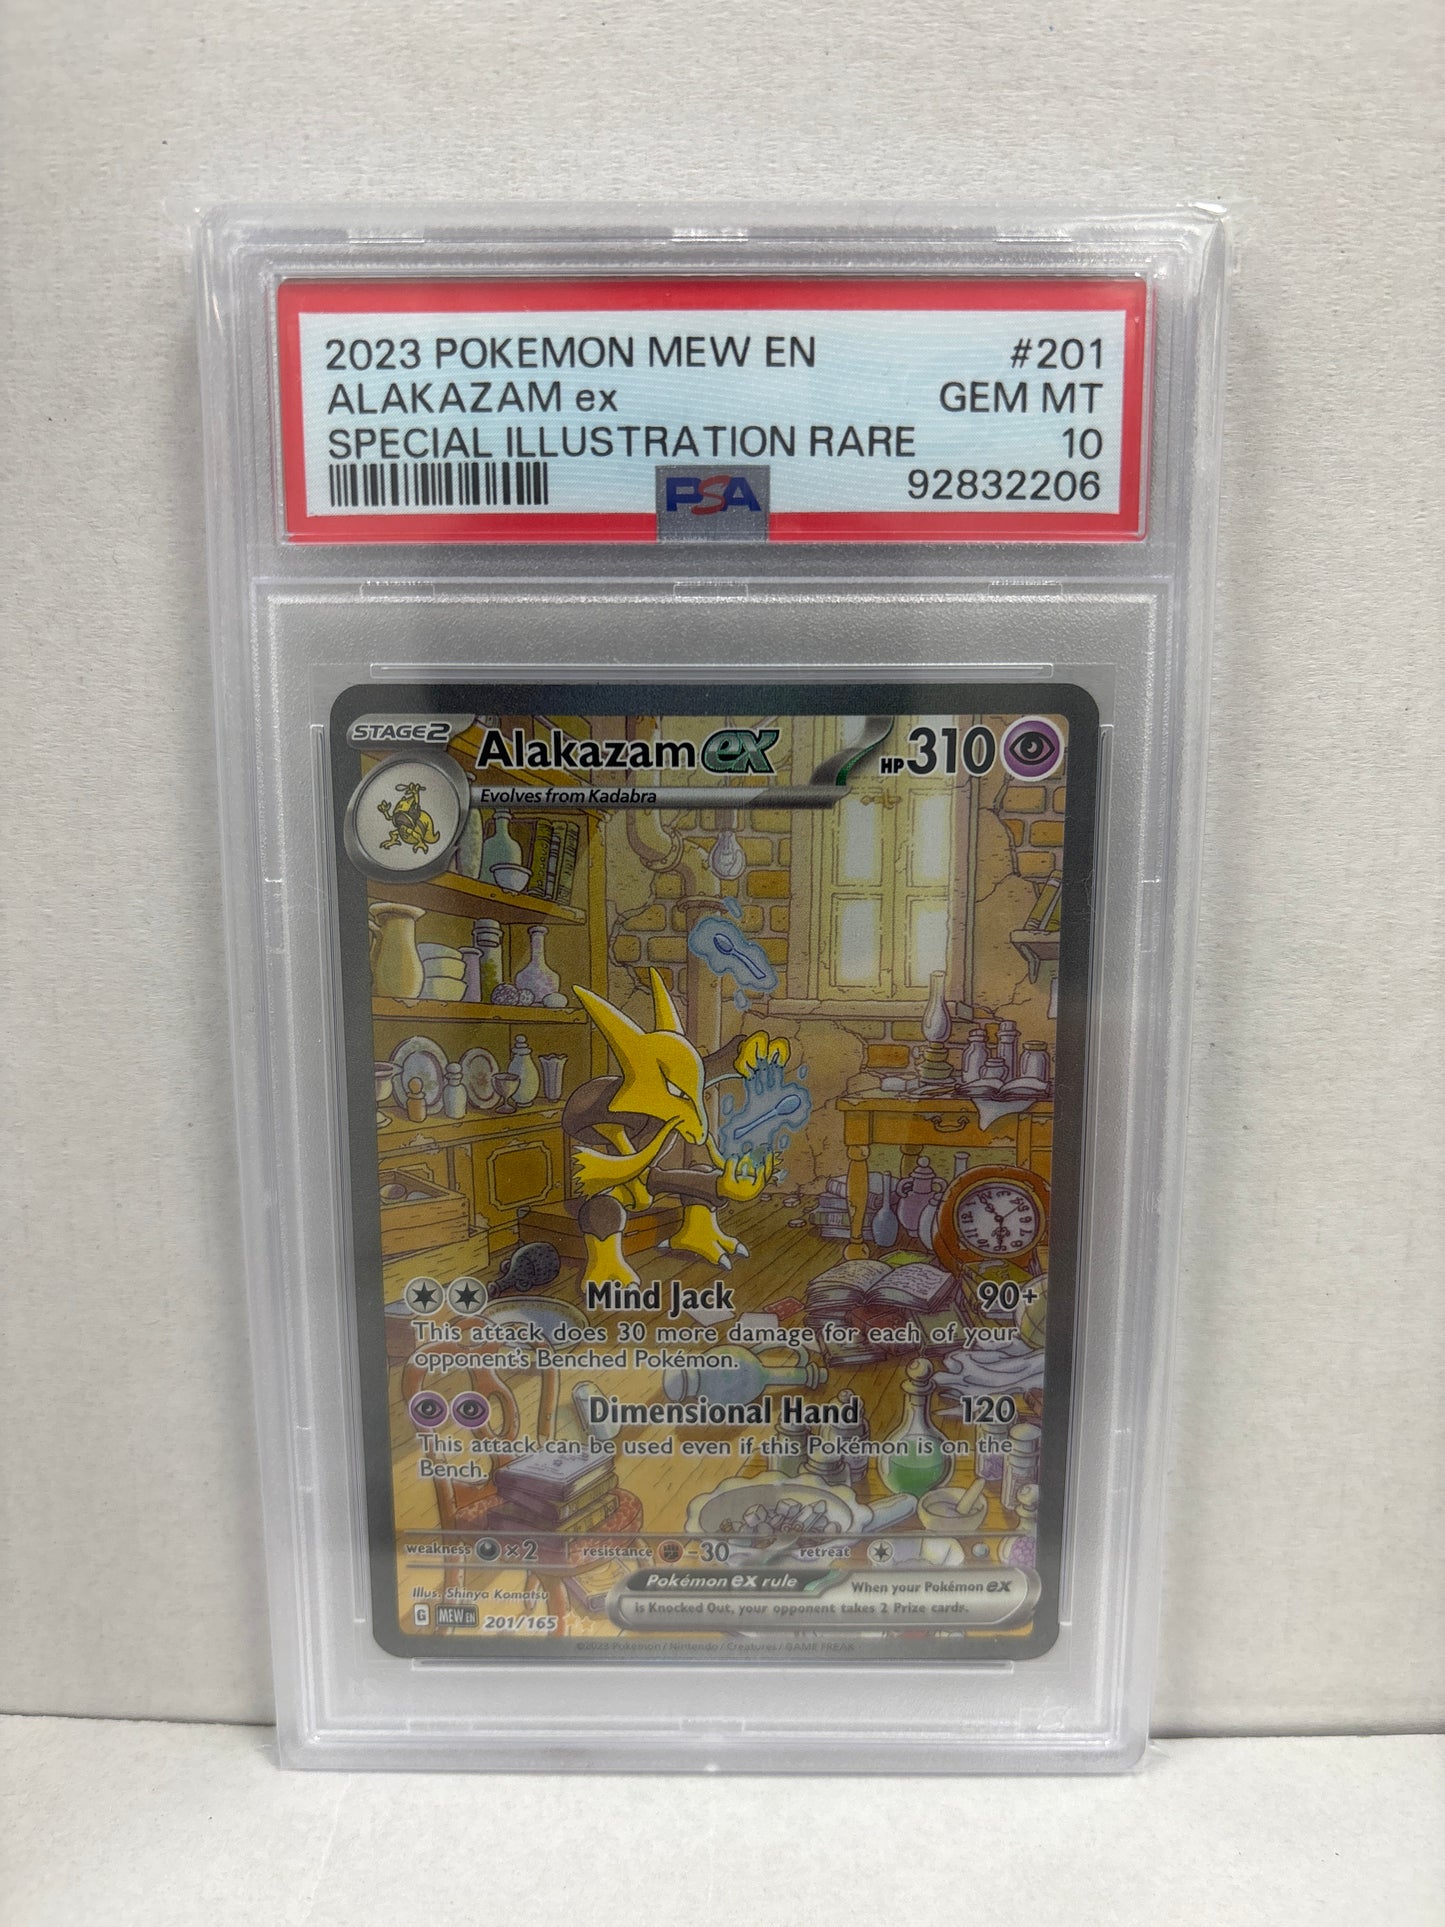 2023 POKEMON MEW EN #201
ALAKAZAM ex GEM MT
SPECIAL ILLUSTRATION RARE 10
PSA 92832206
STAGE2 Alakazam ex HP310
Evolves from Kadabra
Mind Jack 90+
This attack does 30 more damage for each of your
opponent's Benched Pokémon.
Dimensional Hand 120
This attack can be used even if this Pokémon is on the
Bench.
weakness ×2 resistance -30 retreat
Illus. Shinya Komatsu
Pokémon ex rule When your Pokémon ex
is Knocked Out, your opponent takes 2 Prize cards.
G MEW EN 201/165
©2023 Pokémon / Nintendo / Creatures / GAME FREAK